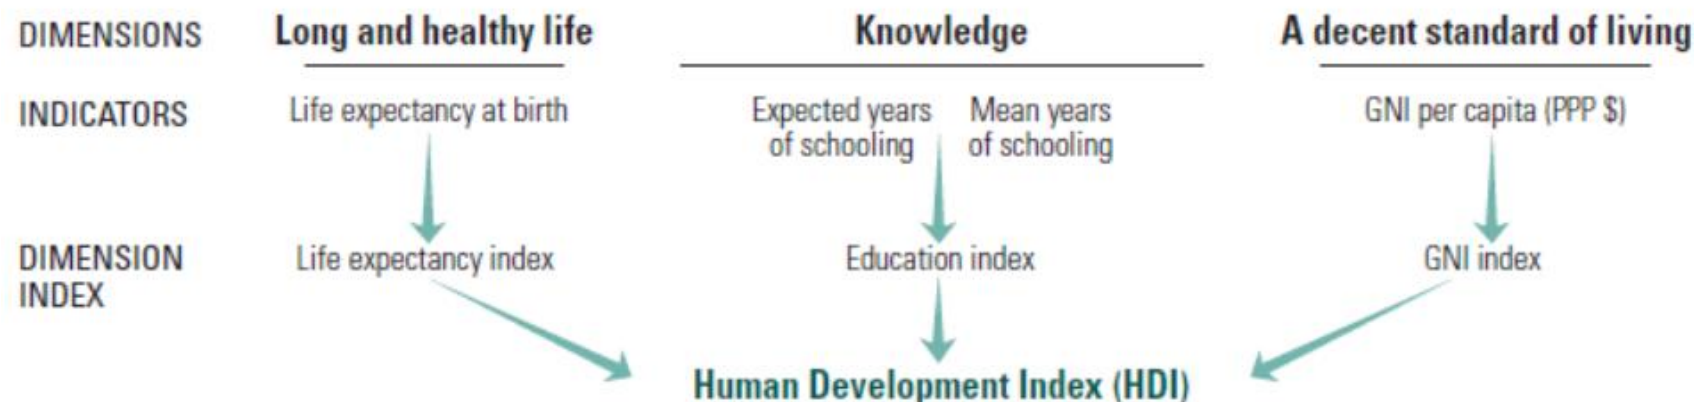 DIMENSIONS Long and healthy life Knowledge A decent standard of living
INDICATORS Life expectancy at birth Expected years Mean years GNI per capita (PPP $)
of schooling of schooling
DIMENSION Life expectancy index Education index GNI index
INDEX
Human Development Index (HDI)